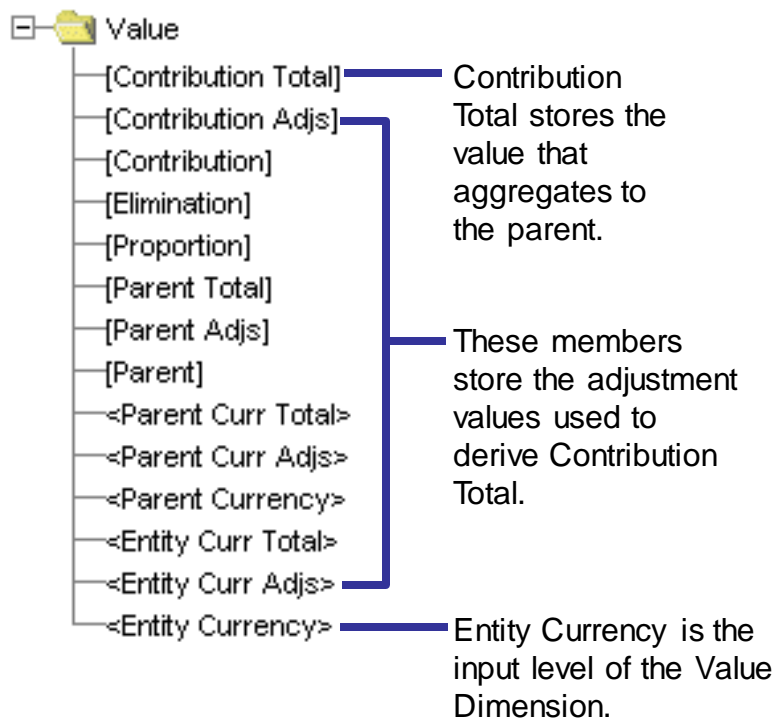 Value
[Contribution Total]
[Contribution Adjs]
[Contribution]
[Elimination]
[Proportion]
[Parent Total]
[Parent Adjs]
[Parent]
<Parent Curr Total>
<Parent Curr Adjs>
<Parent Currency>
<Entity Curr Total>
<Entity Curr Adjs>
<Entity Currency>
Contribution
Total stores the
value that
aggregates to
the parent.
These members
store the adjustment
values used to
derive Contribution
Total.
Entity Currency is the
input level of the Value
Dimension.